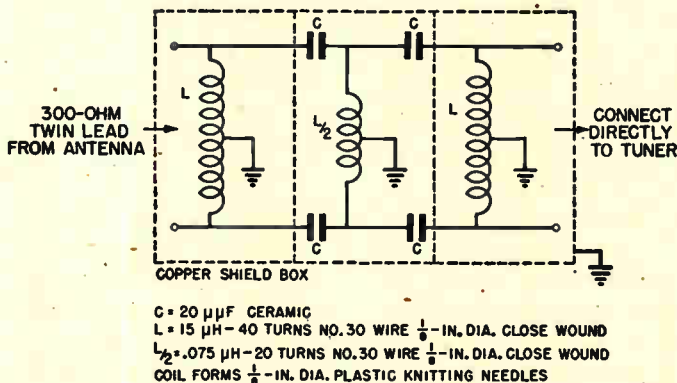 C
C
L
L/2
L
300-OHM
TWIN LEAD
FROM ANTENNA
CONNECT
DIRECTLY
TO TUNER
C
C
COPPER SHIELD BOX
C = 20 μμF CERAMIC
L = 15 μH-40 TURNS NO.30 WIRE 1/8-IN. DIA. CLOSE WOUND
L/2=.075 μH-20 TURNS NO.30 WIRE 1/8-IN. DIA. CLOSE WOUND
COIL FORMS 1/8-IN. DIA. PLASTIC KNITTING NEEDLES